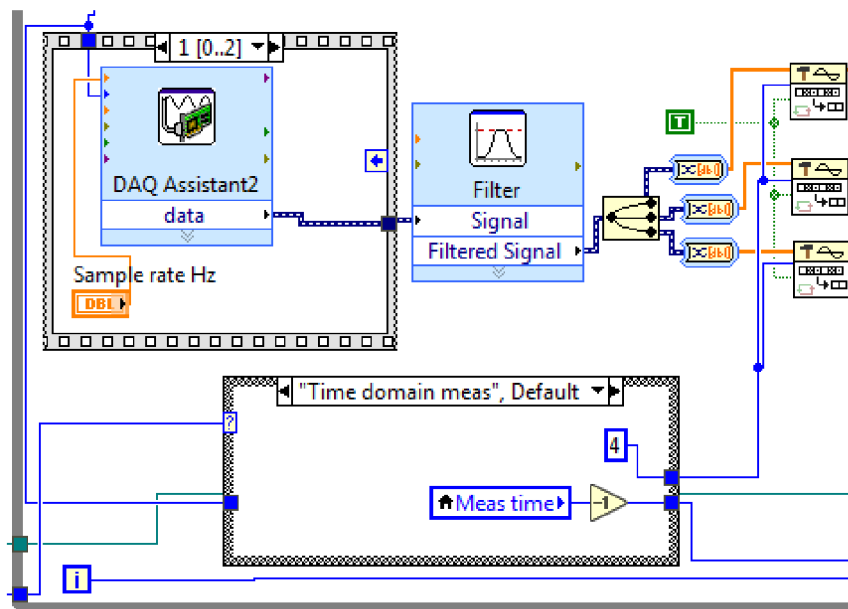 1 [0..2]
DAQ Assistant2
data
Sample rate Hz
DBL
Filter
Signal
Filtered Signal
T
"Time domain meas", Default
?
4
Meas time
-1
i